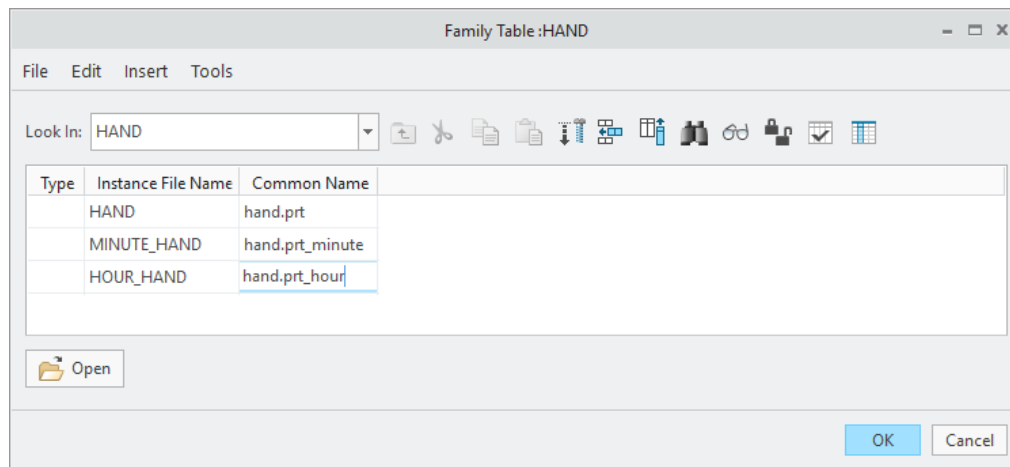 Family Table :HAND
File Edit Insert Tools
Look In: HAND
Type Instance File Name Common Name
HAND hand.prt
MINUTE_HAND hand.prt_minute
HOUR_HAND hand.prt_hour
Open
OK Cancel